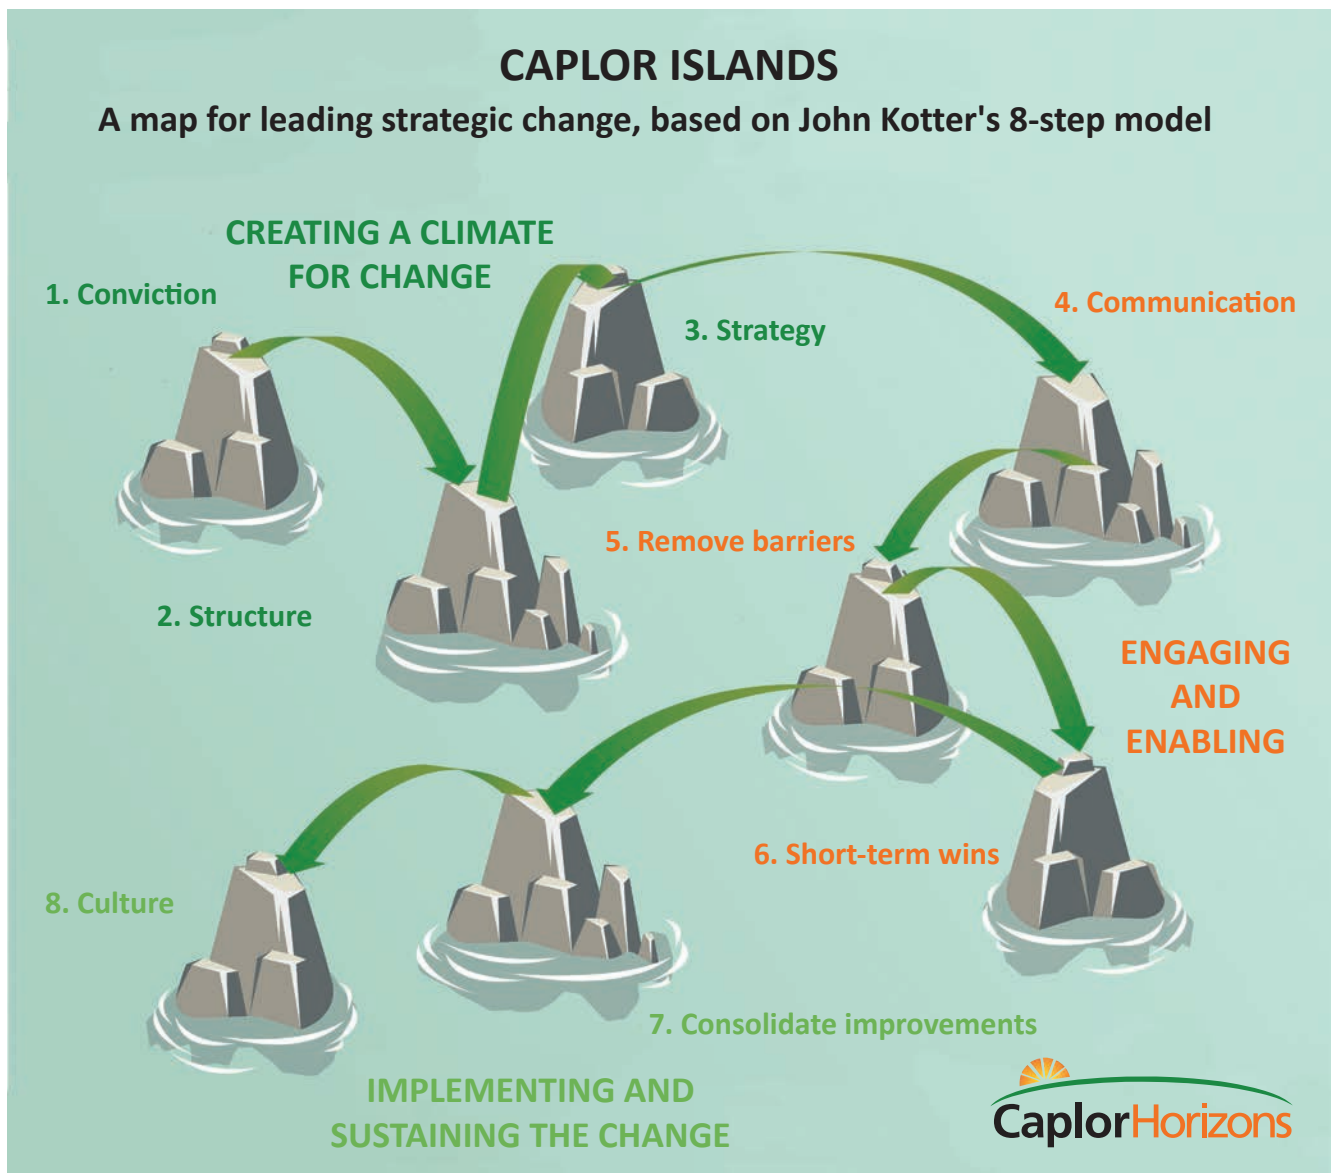 CAPLOR ISLANDS
A map for leading strategic change, based on John Kotter's 8-step model
CREATING A CLIMATE
FOR CHANGE
1. Conviction
2. Structure
3. Strategy
4. Communication
5. Remove barriers
ENGAGING
AND
ENABLING
6. Short-term wins
8. Culture
7. Consolidate improvements
IMPLEMENTING AND
SUSTAINING THE CHANGE
CaplorHorizons